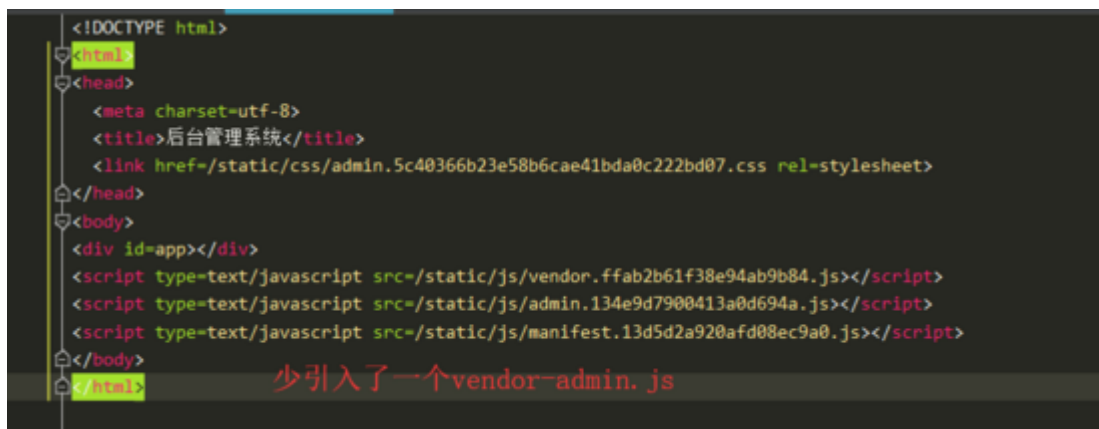 <!DOCTYPE html>
<html>
<head>
<meta charset=utf-8>
<title>后台管理系统</title>
<link href=/static/css/admin.5c40366b23e58b6cae41bda0c222bd07.css rel=stylesheet>
</head>
<body>
<div id=app></div>
<script type=text/javascript src=/static/js/vendor.ffab2b61f38e94ab9b84.js></script>
<script type=text/javascript src=/static/js/admin.134e9d7900413a0d694a.js></script>
<script type=text/javascript src=/static/js/manifest.13d5d2a920afd08ec9a0.js></script>
</body>
</html>
少引入了一个vendor-admin.js